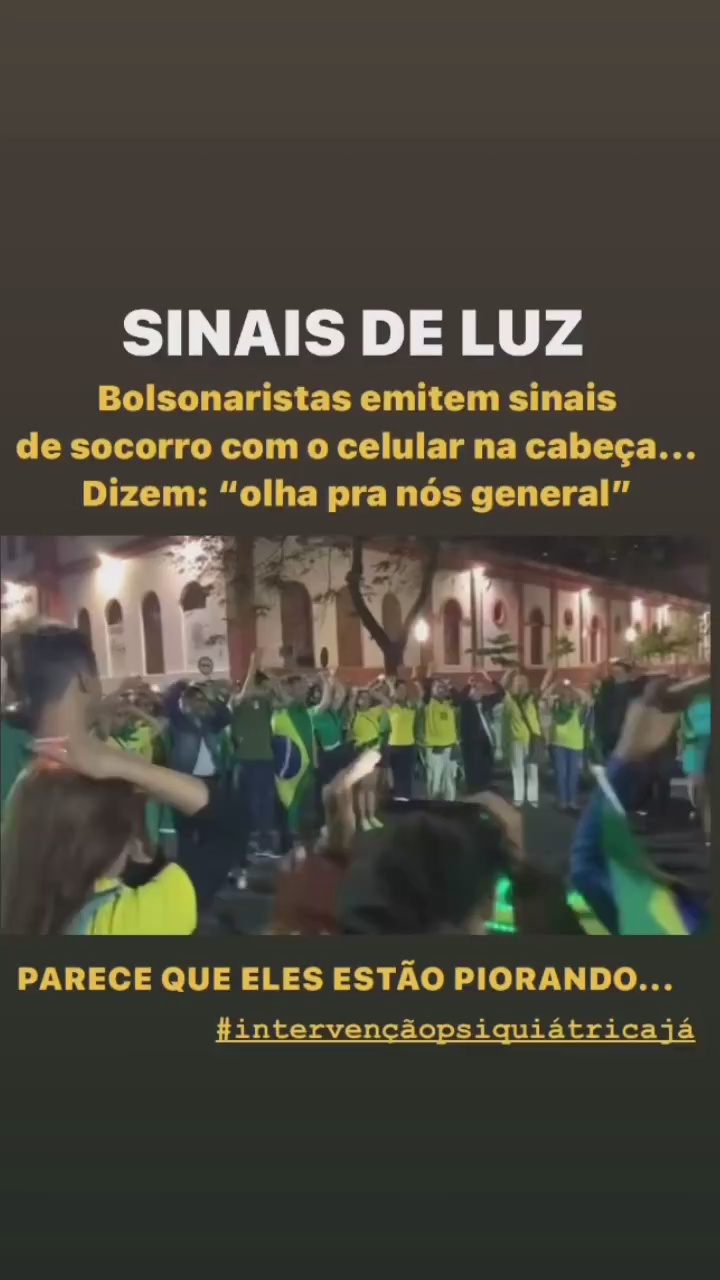 SINAIS DE LUZ
Bolsonaristas emitem sinais
de socorro com o celular na cabeça...
Dizem: “olha pra nós general”
PARECE QUE ELES ESTÃO PIORANDO...
#intervençãopsiquiátricajá